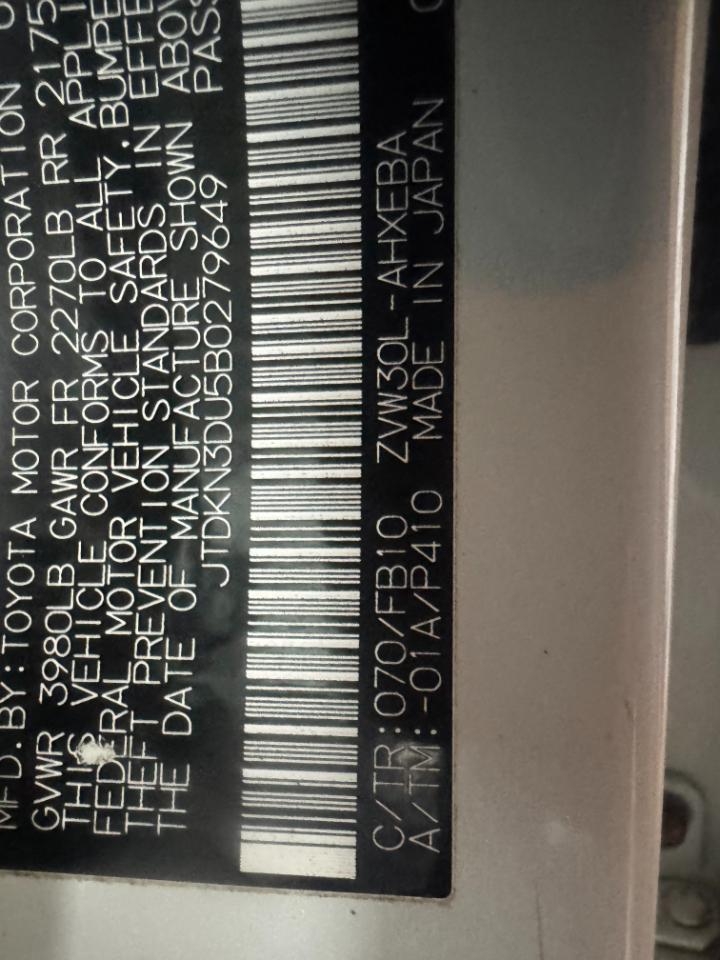 MFD.BY:TOYOTA MOTOR CORPORATION
GVWR 3980LB GAWR FR 2270LB RR 2175
THIS VEHICLE CONFORMS TO ALL APPLI
FEDERAL MOTOR VEHICLE SAFETY,BUMPE
THEFT PREVENTION STANDARDS IN EFFE
THE DATE OF MANUFACTURE SHOWN ABOV
JTDKN3DU5B0279649 PASS
C/TR:070/FB10 ZVW30L-AHXEBA
A/TM:-01A/P410 MADE IN JAPAN